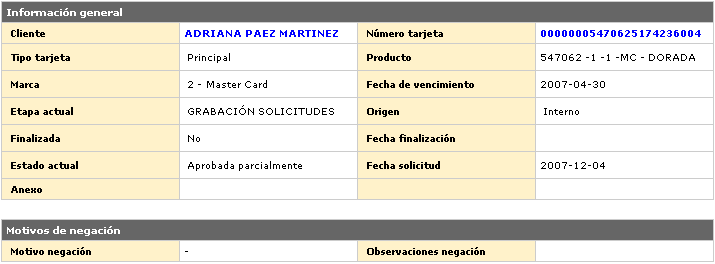 Información general
Cliente ADRIANA PAEZ MARTINEZ Número tarjeta 00000005470625174236004
Tipo tarjeta Principal Producto 547062 -1 -1 -MC - DORADA
Marca 2 - Master Card Fecha de vencimiento 2007-04-30
Etapa actual GRABACIÓN SOLICITUDES Origen Interno
Finalizada No Fecha finalización
Estado actual Aprobada parcialmente Fecha solicitud 2007-12-04
Anexo
Motivos de negación
Motivo negación - Observaciones negación